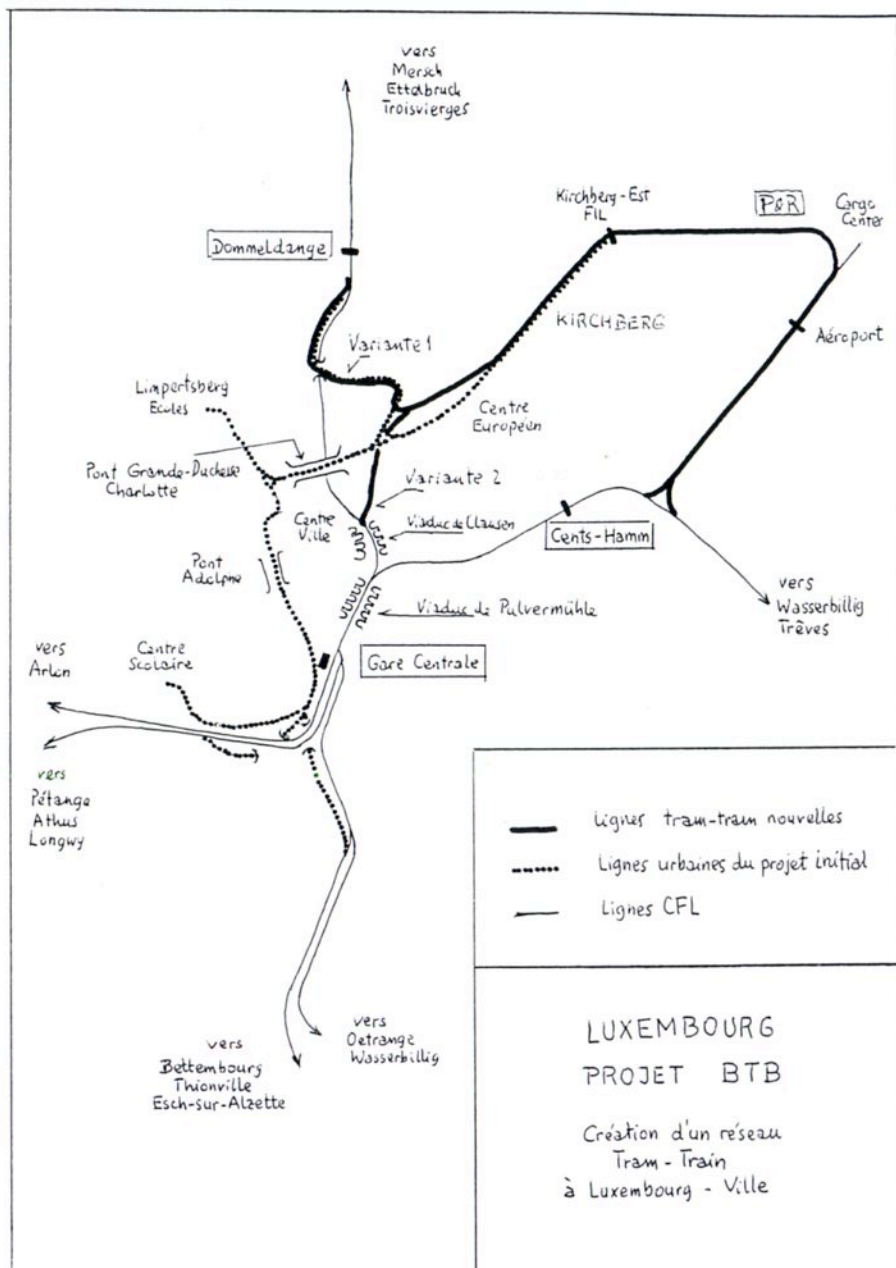 vers
Mersch
Ettelbruck
Troisvierges
Dommeldange
Kirchberg-Est
FIL
P&R
Cargo
Center
KIRCHBERG
Aéroport
Variante 1
Limpertsberg
Ecoles
Centre
Européen
Pont Grande-Duchesse
Charlotte
Variante 2
Centre
Ville
Viaduc de Clausen
Cents-Hamm
Pont
Adolphe
Viaduc de Pulvermühle
vers
Wasserbillig
Trêves
vers
Arlon
Centre
Scolaire
Gare Centrale
vers
Pétange
Athus
Longwy
Lignes tram-train nouvelles
Lignes urbaines du projet initial
Lignes CFL
vers
Oetrange
Wasserbillig
vers
Bettembourg
Thionville
Esch-sur-Alzette
LUXEMBOURG
PROJET BTB
Création d'un réseau
Tram-Train
à Luxembourg-Ville